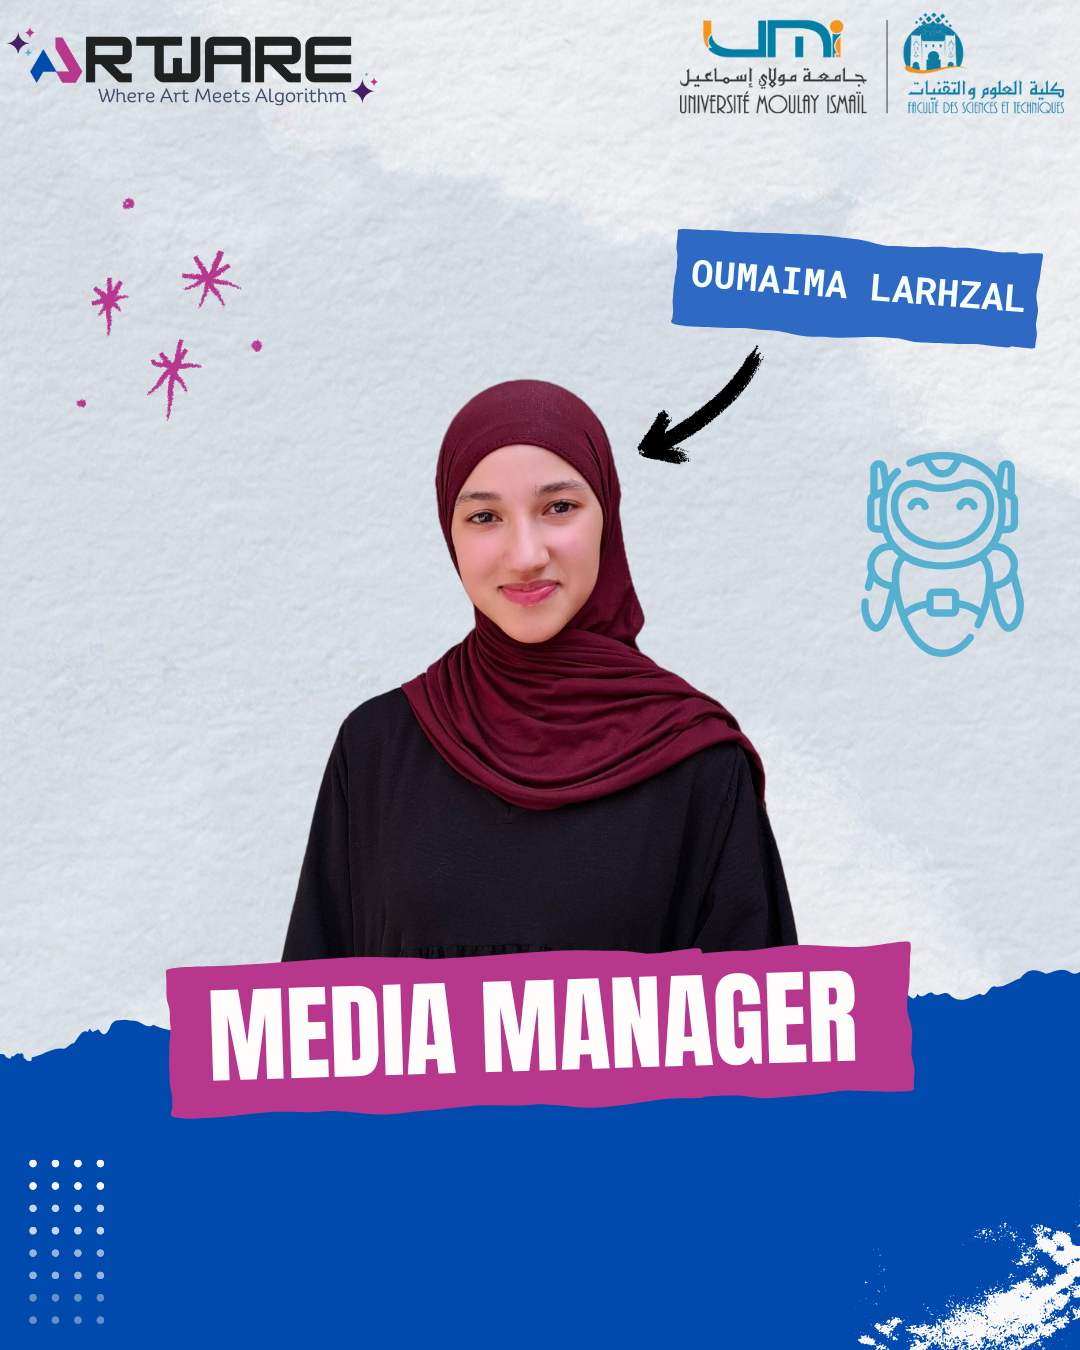 ARTWARE
Where Art Meets Algorithm
umi
جامعة مولاي إسماعيل
UNIVERSITÉ MOULAY ISMAÏL
كلية العلوم والتقنيات
FACULTÉ DES SCIENCES ET TECHNIQUES
OUMAIMA LARHZAL
MEDIA MANAGER